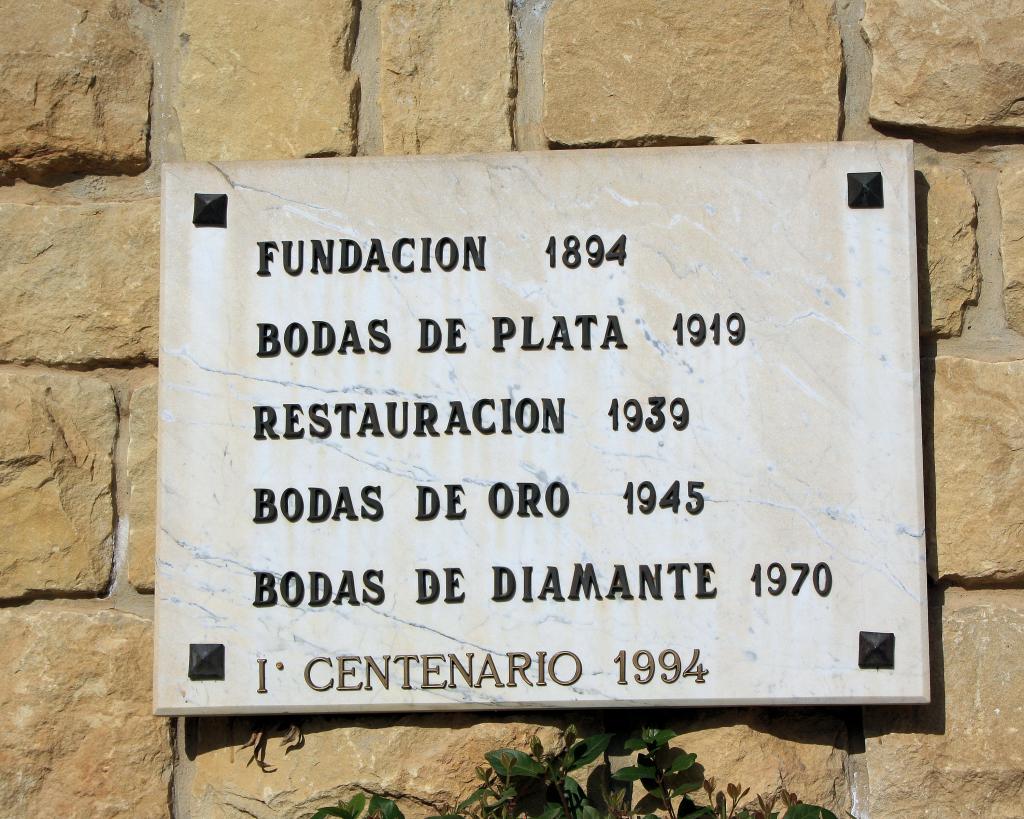 FUNDACION 1894
BODAS DE PLATA 1919
RESTAURACION 1939
BODAS DE ORO 1945
BODAS DE DIAMANTE 1970
I· CENTENARIO 1994